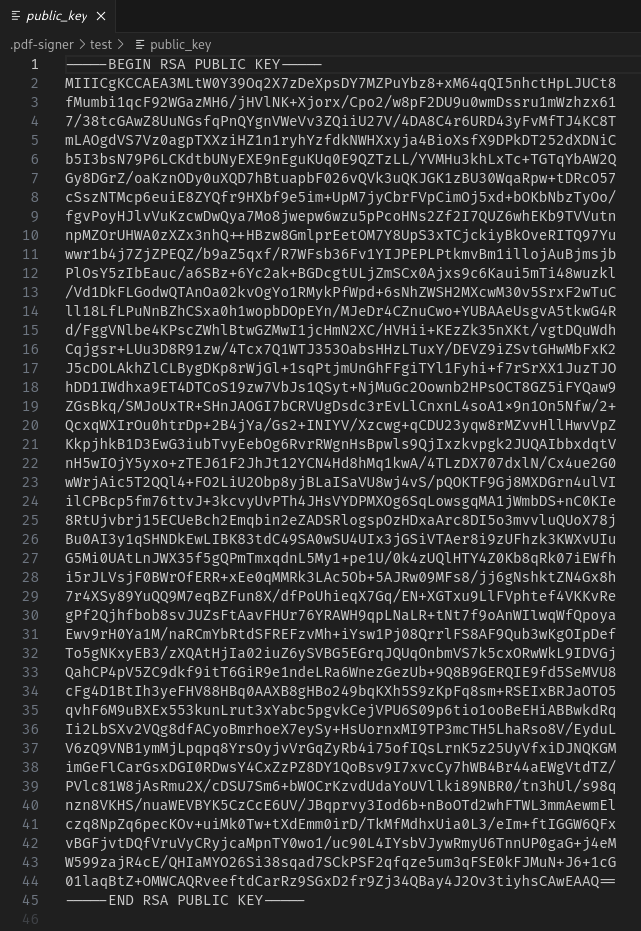 public_key
.pdf-signer > test > public_key
1 -----BEGIN RSA PUBLIC KEY-----
2 MIIICgKCCAEA3MLtW0Y39Oq2X7zDeXpsDY7MZPuYbz8+xM64qQI5nhctHpLJUCt8
3 fMumbi1qcF92WGazMH6/jHVlNK+Xjorx/Cpo2/w8pF2DU9u0wmDssru1mWzhzx61
4 7/38tcGAwZ8UuNGsfqPnQYgnVWeVv3ZQiiU27V/4DA8C4r6URD43yFvMfTJ4KC8T
5 mLAOgdVS7Vz0agpTXXziHZ1n1ryhYzfdkNWHXxyja4BioXsfX9DPkDT252dXDNiC
6 b5I3bsN79P6LCKdtbUNyEXE9nEguKUq0E9QZTzLL/YVMHu3khLxTc+TGTqYbAW2Q
7 Gy8DGrZ/oaKznODy0uXQD7hBtuapbF026vQVk3uQKJGK1zBU30WqaRpw+tDRcO57
8 cSszNTMcp6euiE8ZYQfr9HXbf9e5im+UpM7jyCbrFVpCimOj5xd+bOKbNbzTyOo/
9 fgvPoyHJlvVuKzcwDwQya7Mo8jwepw6wzu5pPcoHNs2Zf2I7QUZ6whEKb9TVVutn
10 npMZOrUHWA0zXZx3nhQ++HBzw8GmlprEetOM7Y8UpS3xTCjckiyBkOveRITQ97Yu
11 wwr1b4j7ZjZPEQZ/b9aZ5qxf/R7WFsb36Fv1YIJPEPLPtkmvBm1illojAuBjmsjb
12 PlOsY5zIbEauc/a6SBz+6Yc2ak+BGDcgtULjZmSCx0Ajxs9c6Kaui5mTi48wuzkl
13 /Vd1DkFLGodwQTAnOa02kvOgYo1RMykPfWpd+6sNhZWSH2MXcwM30v5SrxF2wTuC
14 ll18LfLPuNnBZhCSxa0h1wopbDOpEYn/MJeDr4CZnuCwo+YUBAAeUsgvA5tkwG4R
15 d/FggVNlbe4KPscZWhlBtwGZMwI1jcHmN2XC/HVHii+KEzZk35nXKt/vgtDQuWdh
16 Cqjgsr+LUu3D8R91zw/4Tcx7Q1WTJ353OabsHHzLTuxY/DEVZ9iZSvtGHwMbFxK2
17 J5cDOLAkhZlCLBygDKp8rWjGl+1sqPtjmUnGhFFgiTYl1Fyhi+f7rSrXX1JuzTJO
18 hDD1IWdhxa9ET4DTCoS19zw7VbJs1QSyt+NjMuGc2Oownb2HPsOCT8GZ5iFYQaw9
19 ZGsBkq/SMJoUxTR+SHnJAOGI7bCRVUgDsdc3rEvLlCnxnL4soA1x9n1On5Nfw/2+
20 QcxqWXIrOu0htrDp+2B4jYa/Gs2+INIYV/Xzcwg+qCDU23yqw8rMZvvHllHwvVpZ
21 KkpjhkB1D3EwG3iubTvyEebOg6RvrRWgnHsBpwls9QjIxzkvpgk2JUQAIbbxdqtV
22 nH5wIOjY5yxo+zTEJ61F2JhJt12YCN4Hd8hMq1kwA/4TLzDX707dxlN/Cx4ue2G0
23 wWrjAic5T2QQl4+FO2LiU2Obp8yjBLaISaVU8wj4vS/pQOKTF9Gj8MXDGrn4ulVI
24 ilCPBcp5fm76ttvJ+3kcvyUvPTh4JHsVYDPMXOg6SqLowsgqMA1jWmbDS+nC0KIe
25 8RtUjvbrj15ECUeBch2Emqbin2eZADSRlogspOzHDxaArc8DI5o3mvvluQUoX78j
26 Bu0AI3y1qSHNDkEwLIBK83tdC49SA0wSU4UIx3jGSiVTAer8i9zUFhzk3KWXvUIu
27 G5Mi0UAtLnJWX35f5gQPmTmxqdnL5My1+pe1U/0k4zUQlHTY4Z0Kb8qRk07iEWfh
28 i5rJLVsjF0BWrOfERR+xEe0qMMRk3LAc5Ob+5AJRw09MFs8/jj6gNshktZN4Gx8h
29 7r4XSy89YuQQ9M7eqBZFun8X/dfPoUhieqX7Gq/EN+XGTxu9LlFVphtef4VKKvRe
30 gPf2Qjhfbob8svJUZsFtAavFHUr76YRAWH9qpLNaLR+tNt7f9oAnWIlwqWfQpoya
31 Ewv9rH0Ya1M/naRCmYbRtdSFREFzvMh+iYsw1Pj08QrrlFS8AF9Qub3wKgOIpDef
32 To5gNKxyEB3/zXQAtHjIa02iuZ6ySVBG5EGrqJQUqOnbmVS7k5cxORwWkL9IDVGj
33 QahCP4pV5ZC9dkf9itT6GiR9e1ndeLRa6WnezGezUb+9Q8B9GERQIE9fd5SeMVU8
34 cFg4D1BtIh3yeFHV88HBq0AAXB8gHBo249bqKXh5S9zKpFq8sm+RSEIxBRJaOTO5
35 qvhF6M9uBXEx553kunLrut3xYabc5pgvkCejVPU6S09p6tio1ooBeEHiABBwkdRq
36 Ii2LbSXv2VQg8dfACyoBmrhoeX7eySy+HsUornxMI9TP3mcTH5LhaRso8V/EyduL
37 V6zQ9VNB1ymMjLpqpq8YrsOyjvVrGqZyRb4i75ofIQsLrnK5z25UyVfxiDJNQKGM
38 imGeFlCarGsxDGI0RDwsY4CxZzPZ8DY1QoBsv9I7xvcCy7hWB4Br44aEWgVtdTZ/
39 PVlc81W8jAsRmu2X/cDSU7Sm6+bWOCrKzvdUdaYoUVllki89NBR0/tn3hUl/s98q
40 nzn8VKHS/nuaWEVBYK5CzCcE6UV/JBqprvy3Iod6b+nBoOTd2whFTWL3mmAewmEl
41 czq8NpZq6pecKOv+uiMk0Tw+tXdEmm0irD/TkMfMdhxUia0L3/eIm+ftIGGW6QFx
42 vBGFjvtDQfVruVyCRyjcaMpnTY0wo1/uc90L4IYsbVJywRmyU6TnnUP0gaG+j4eM
43 W599zajR4cE/QHIaMYO26Si38sqad7SCkPSF2qfqze5um3qFSE0kFJMuN+J6+1cG
44 01laqBtZ+OMWCAQRveeftdCarRz9SGxD2fr9Zj34QBay4J2Ov3tiyhsCAwEAAQ==
45 -----END RSA PUBLIC KEY-----
46